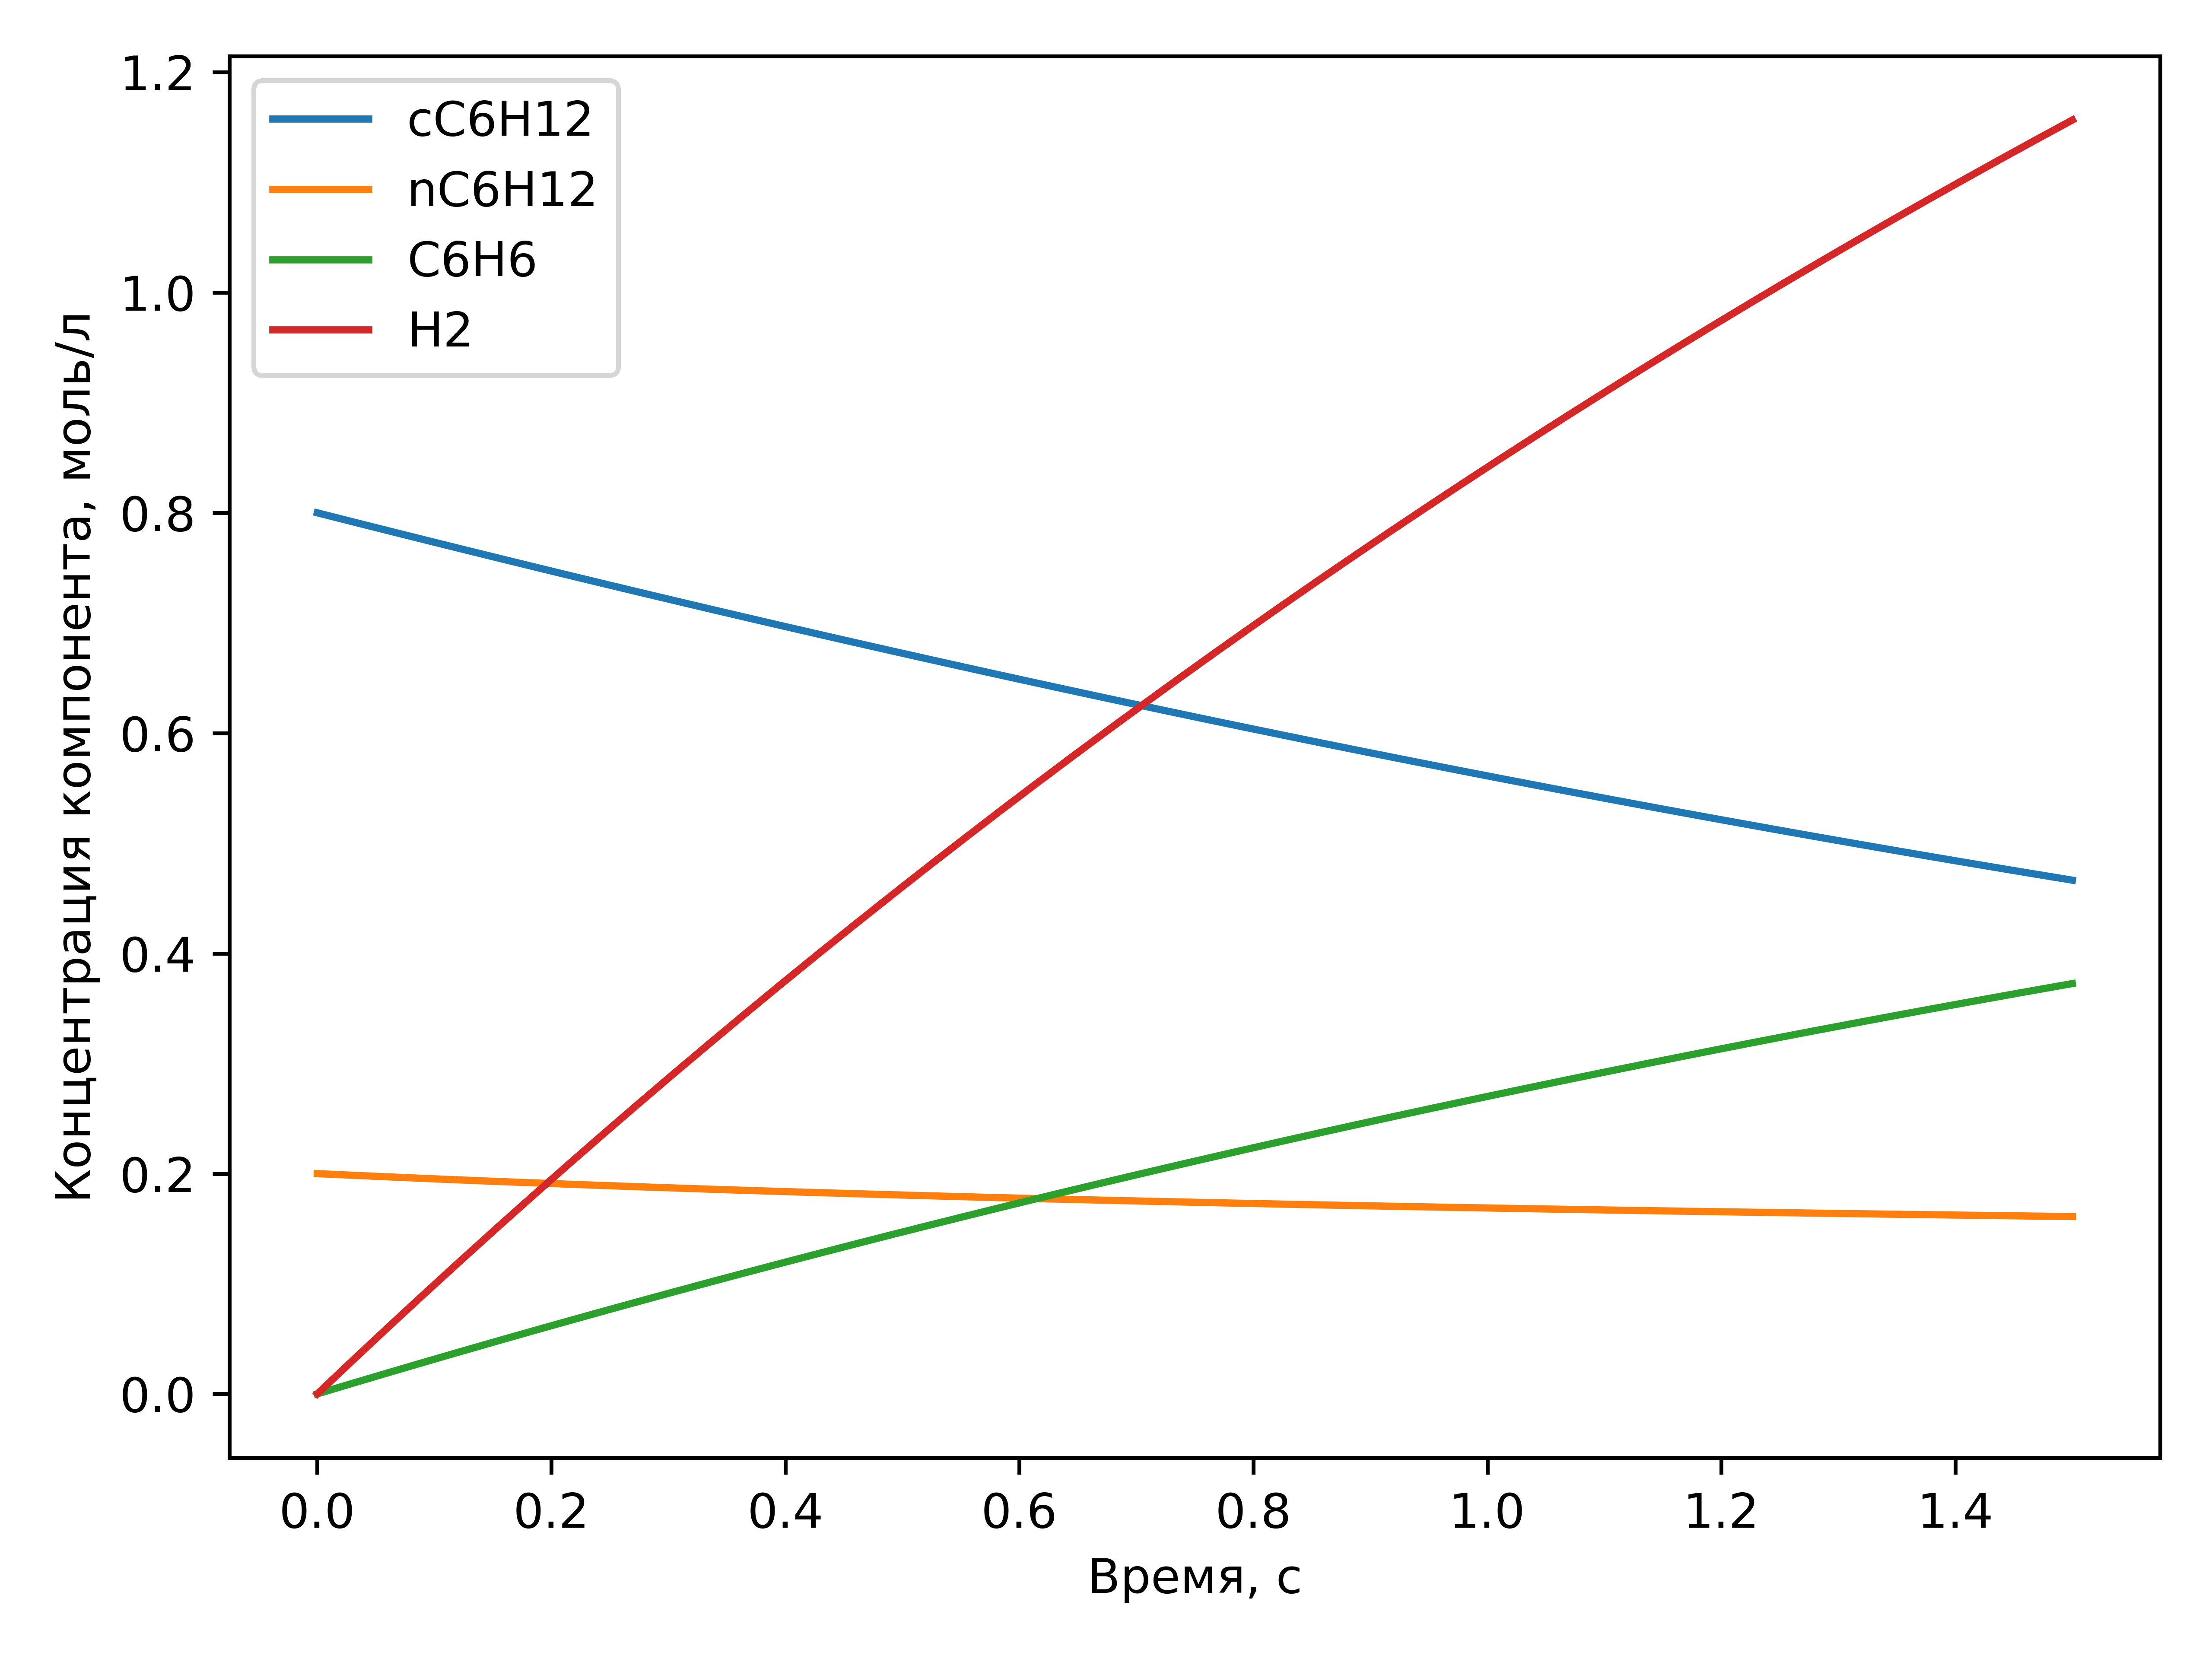 cC6H12
nC6H12
C6H6
H2
Концентрация компонента, моль/л
1.2
1.0
0.8
0.6
0.4
0.2
0.0
0.0 0.2 0.4 0.6 0.8 1.0 1.2 1.4
Время, с